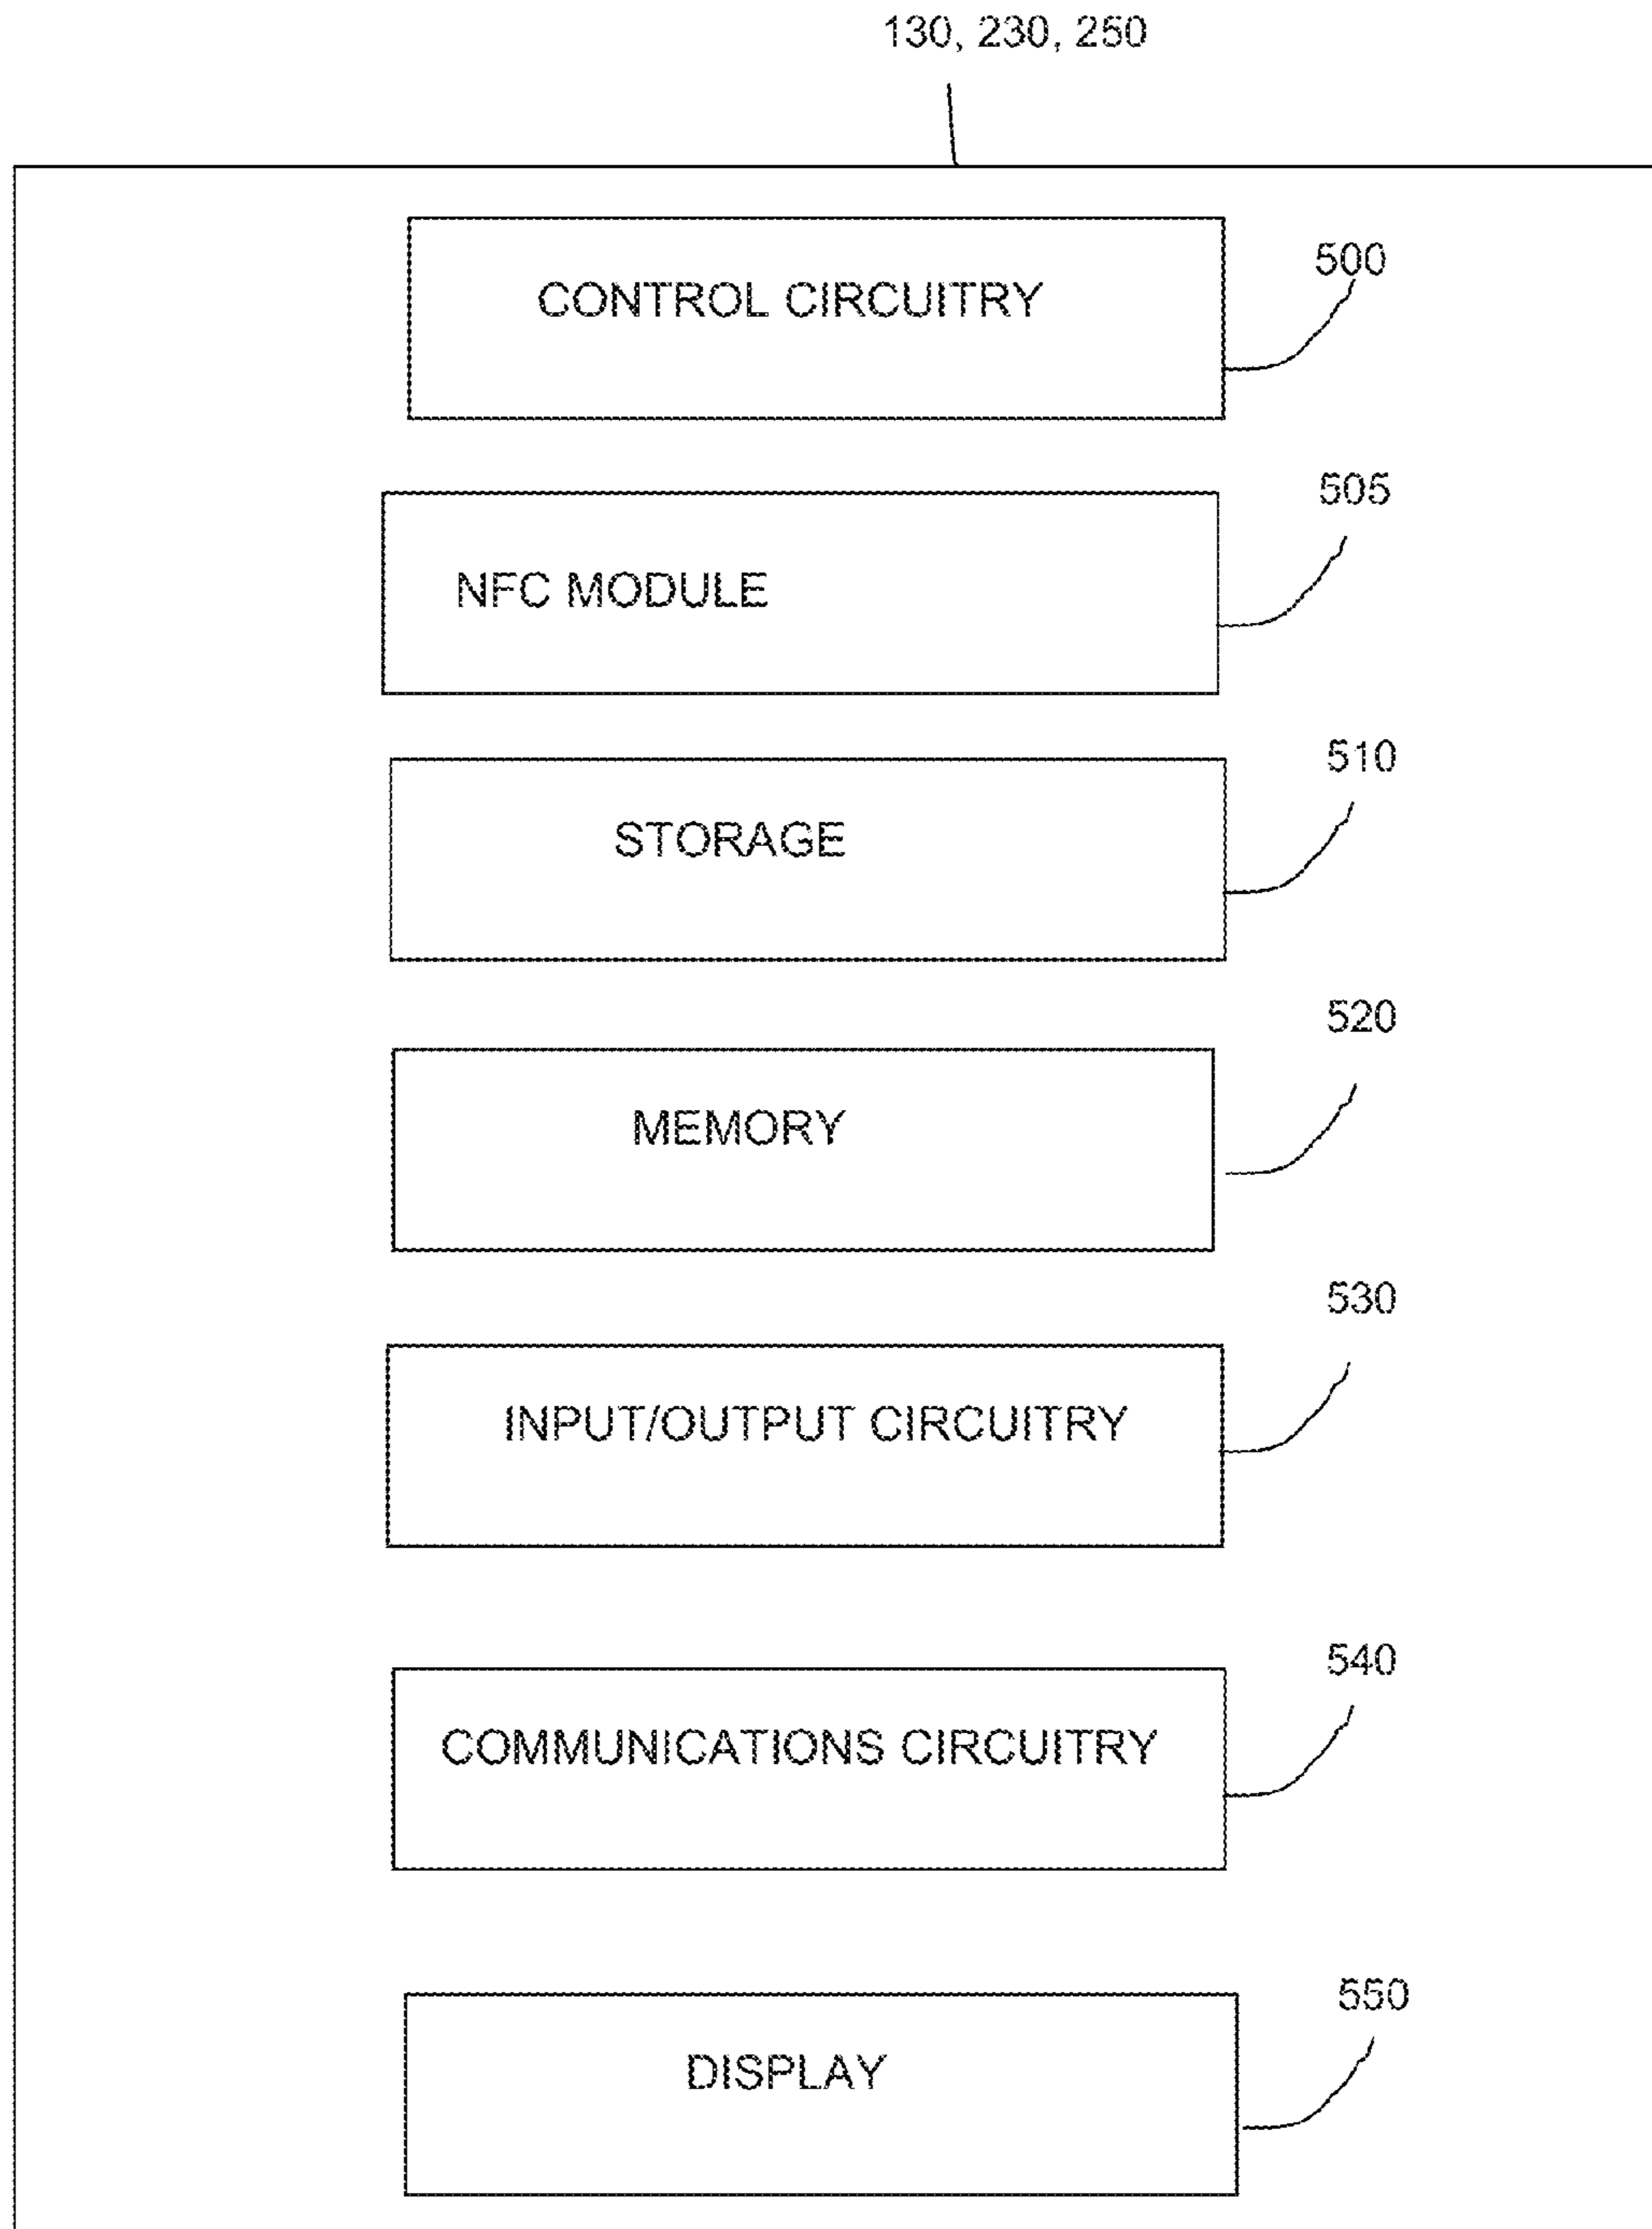 130, 230, 250
CONTROL CIRCUITRY
500
NFC MODULE
505
STORAGE
510
MEMORY
520
INPUT/OUTPUT CIRCUITRY
530
COMMUNICATIONS CIRCUITRY
540
DISPLAY
550